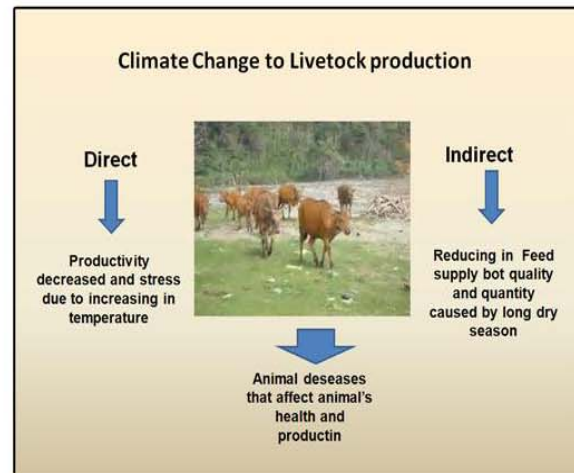 Climate Change to Livetock production
Direct
Productivity
decreased and stress
due to increasing in
temperature
Indirect
Reducing in Feed
supply bot quality
and quantity
caused by long dry
season
Animal deseases
that affect animal's
health and
productin